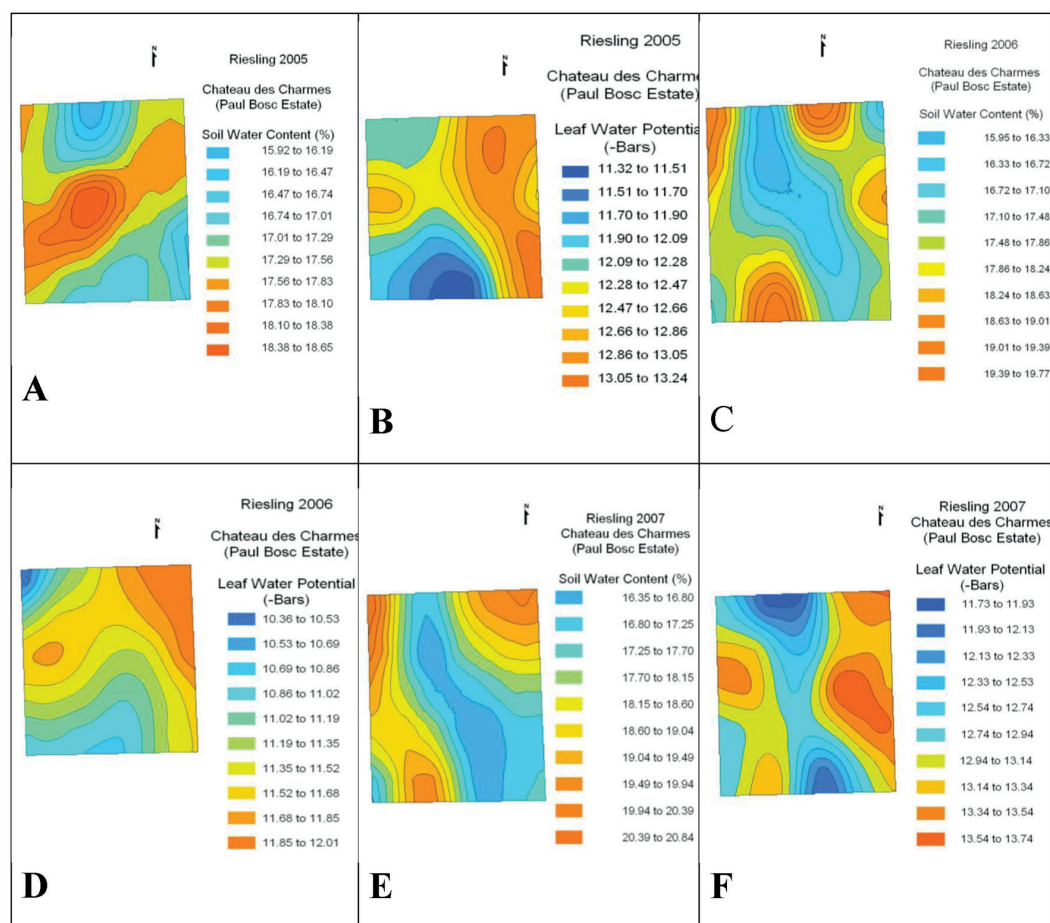 N
Riesling 2005
Chateau des Charmes
(Paul Bosc Estate)
Soil Water Content (%)
15.92 to 16.19
16.19 to 16.47
16.47 to 16.74
16.74 to 17.01
17.01 to 17.29
17.29 to 17.56
17.56 to 17.83
17.83 to 18.10
18.10 to 18.38
18.38 to 18.65
A
N
Riesling 2005
Chateau des Charmes
(Paul Bosc Estate)
Leaf Water Potential
(-Bars)
11.32 to 11.51
11.51 to 11.70
11.70 to 11.90
11.90 to 12.09
12.09 to 12.28
12.28 to 12.47
12.47 to 12.66
12.66 to 12.86
12.86 to 13.05
13.05 to 13.24
B
N
Riesling 2006
Chateau des Charmes
(Paul Bosc Estate)
Soil Water Content (%)
15.95 to 16.33
16.33 to 16.72
16.72 to 17.10
17.10 to 17.48
17.48 to 17.86
17.86 to 18.24
18.24 to 18.63
18.63 to 19.01
19.01 to 19.39
19.39 to 19.77
C
N
Riesling 2006
Chateau des Charmes
(Paul Bosc Estate)
Leaf Water Potential
(-Bars)
10.36 to 10.53
10.53 to 10.69
10.69 to 10.86
10.86 to 11.02
11.02 to 11.19
11.19 to 11.35
11.35 to 11.52
11.52 to 11.68
11.68 to 11.85
11.85 to 12.01
D
N
Riesling 2007
Chateau des Charmes
(Paul Bosc Estate)
Soil Water Content (%)
16.35 to 16.80
16.80 to 17.25
17.25 to 17.70
17.70 to 18.15
18.15 to 18.60
18.60 to 19.04
19.04 to 19.49
19.49 to 19.94
19.94 to 20.39
20.39 to 20.84
E
N
Riesling 2007
Chateau des Charmes
(Paul Bosc Estate)
Leaf Water Potential
(-Bars)
11.73 to 11.93
11.93 to 12.13
12.13 to 12.33
12.33 to 12.53
12.54 to 12.74
12.74 to 12.94
12.94 to 13.14
13.14 to 13.34
13.34 to 13.54
13.54 to 13.74
F